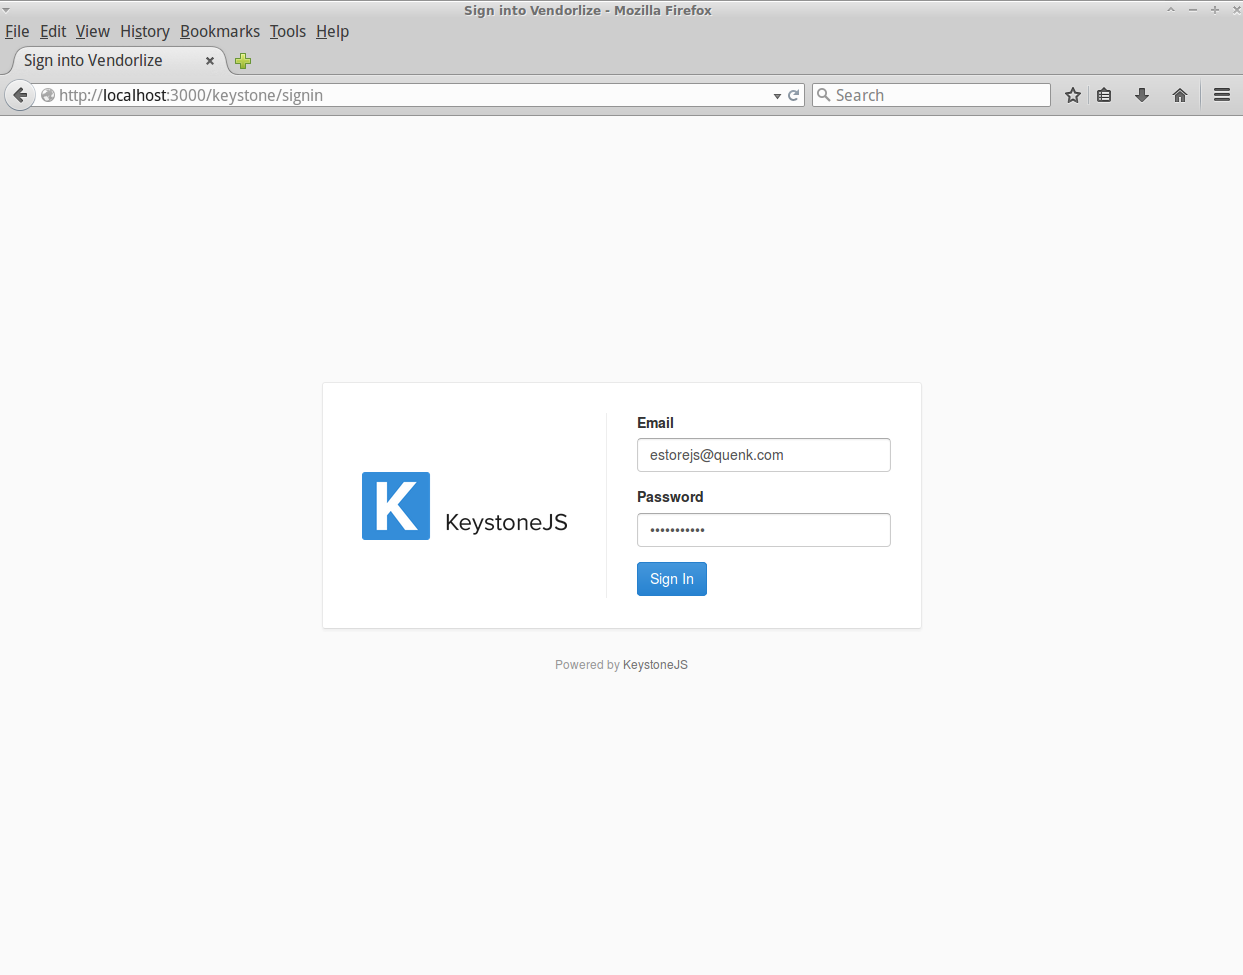 Sign into Vendorlize - Mozilla Firefox
File Edit View History Bookmarks Tools Help
Sign into Vendorlize
http://localhost:3000/keystone/signin
Search
K
KeystoneJS
Email
estorejs@quenk.com
Password
•••••••••••
Sign In
Powered by KeystoneJS